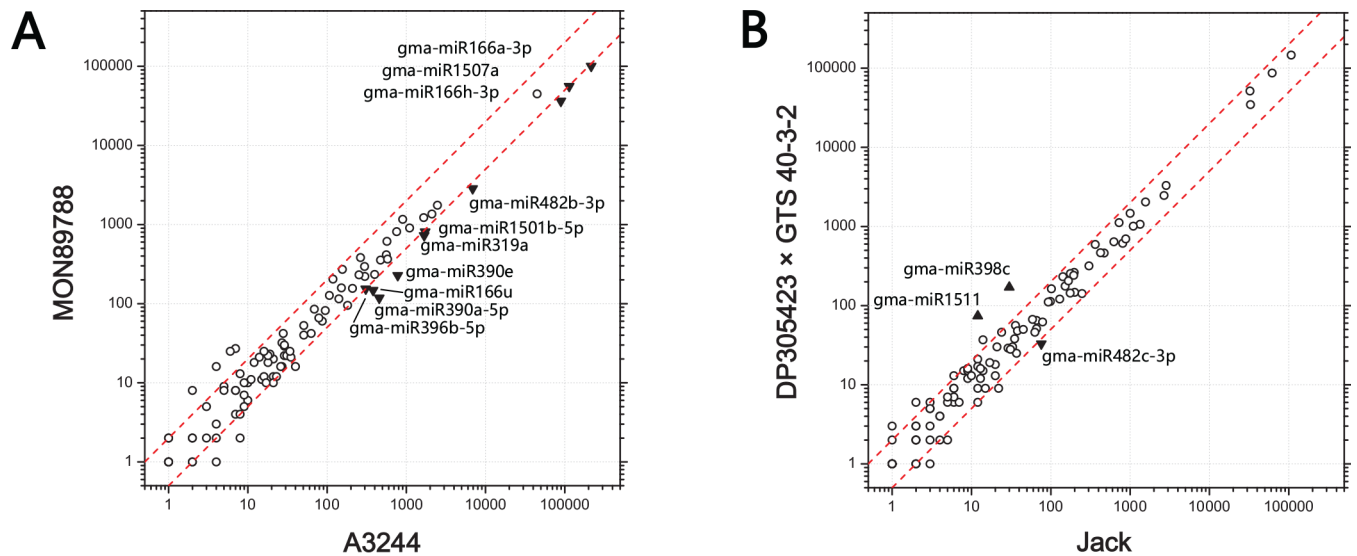 A
MON89788
100000
10000
1000
100
10
1
gma-miR166a-3p
gma-miR1507a
gma-miR166h-3p
gma-miR482b-3p
gma-miR1501b-5p
gma-miR319a
gma-miR390e
gma-miR166u
gma-miR390a-5p
gma-miR396b-5p
1 10 100 1000 10000 100000
A3244
B
DP305423 × GTS 40-3-2
100000
10000
1000
100
10
1
gma-miR398c
gma-miR1511
gma-miR482c-3p
1 10 100 1000 10000 100000
Jack